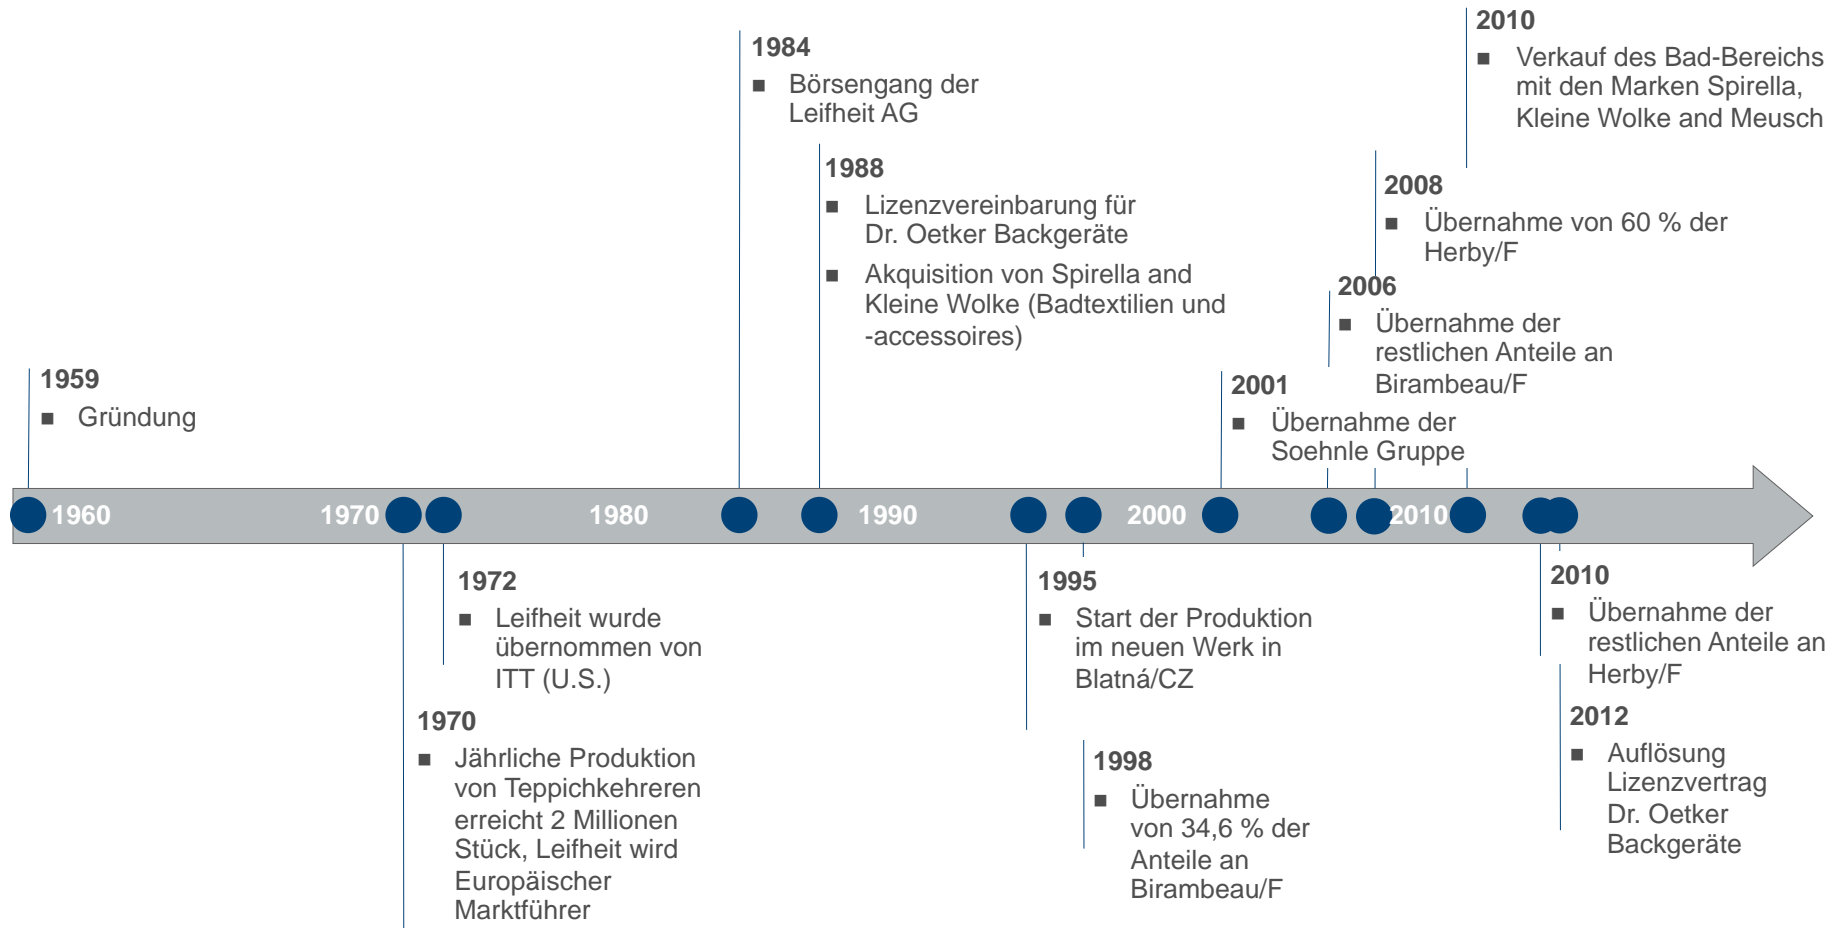 1984
■ Börsengang der
Leifheit AG
1988
■ Lizenzvereinbarung für
Dr. Oetker Backgeräte
■ Akquisition von Spirella and
Kleine Wolke (Badtextilien und
-accessoires)
2010
■ Verkauf des Bad-Bereichs
mit den Marken Spirella,
Kleine Wolke and Meusch
2008
■ Übernahme von 60 % der
Herby/F
2006
■ Übernahme der
restlichen Anteile an
Birambeau/F
1959
■ Gründung
2001
■ Übernahme der
Soehnle Gruppe
1960 1970 1980 1990 2000 2010
1972
■ Leifheit wurde
übernommen von
ITT (U.S.)
1970
■ Jährliche Produktion
von Teppichkehreren
erreicht 2 Millionen
Stück, Leifheit wird
Europäischer
Marktführer
1995
■ Start der Produktion
im neuen Werk in
Blatná/CZ
1998
■ Übernahme
von 34,6 % der
Anteile an
Birambeau/F
2010
■ Übernahme der
restlichen Anteile an
Herby/F
2012
■ Auflösung
Lizenzvertrag
Dr. Oetker
Backgeräte